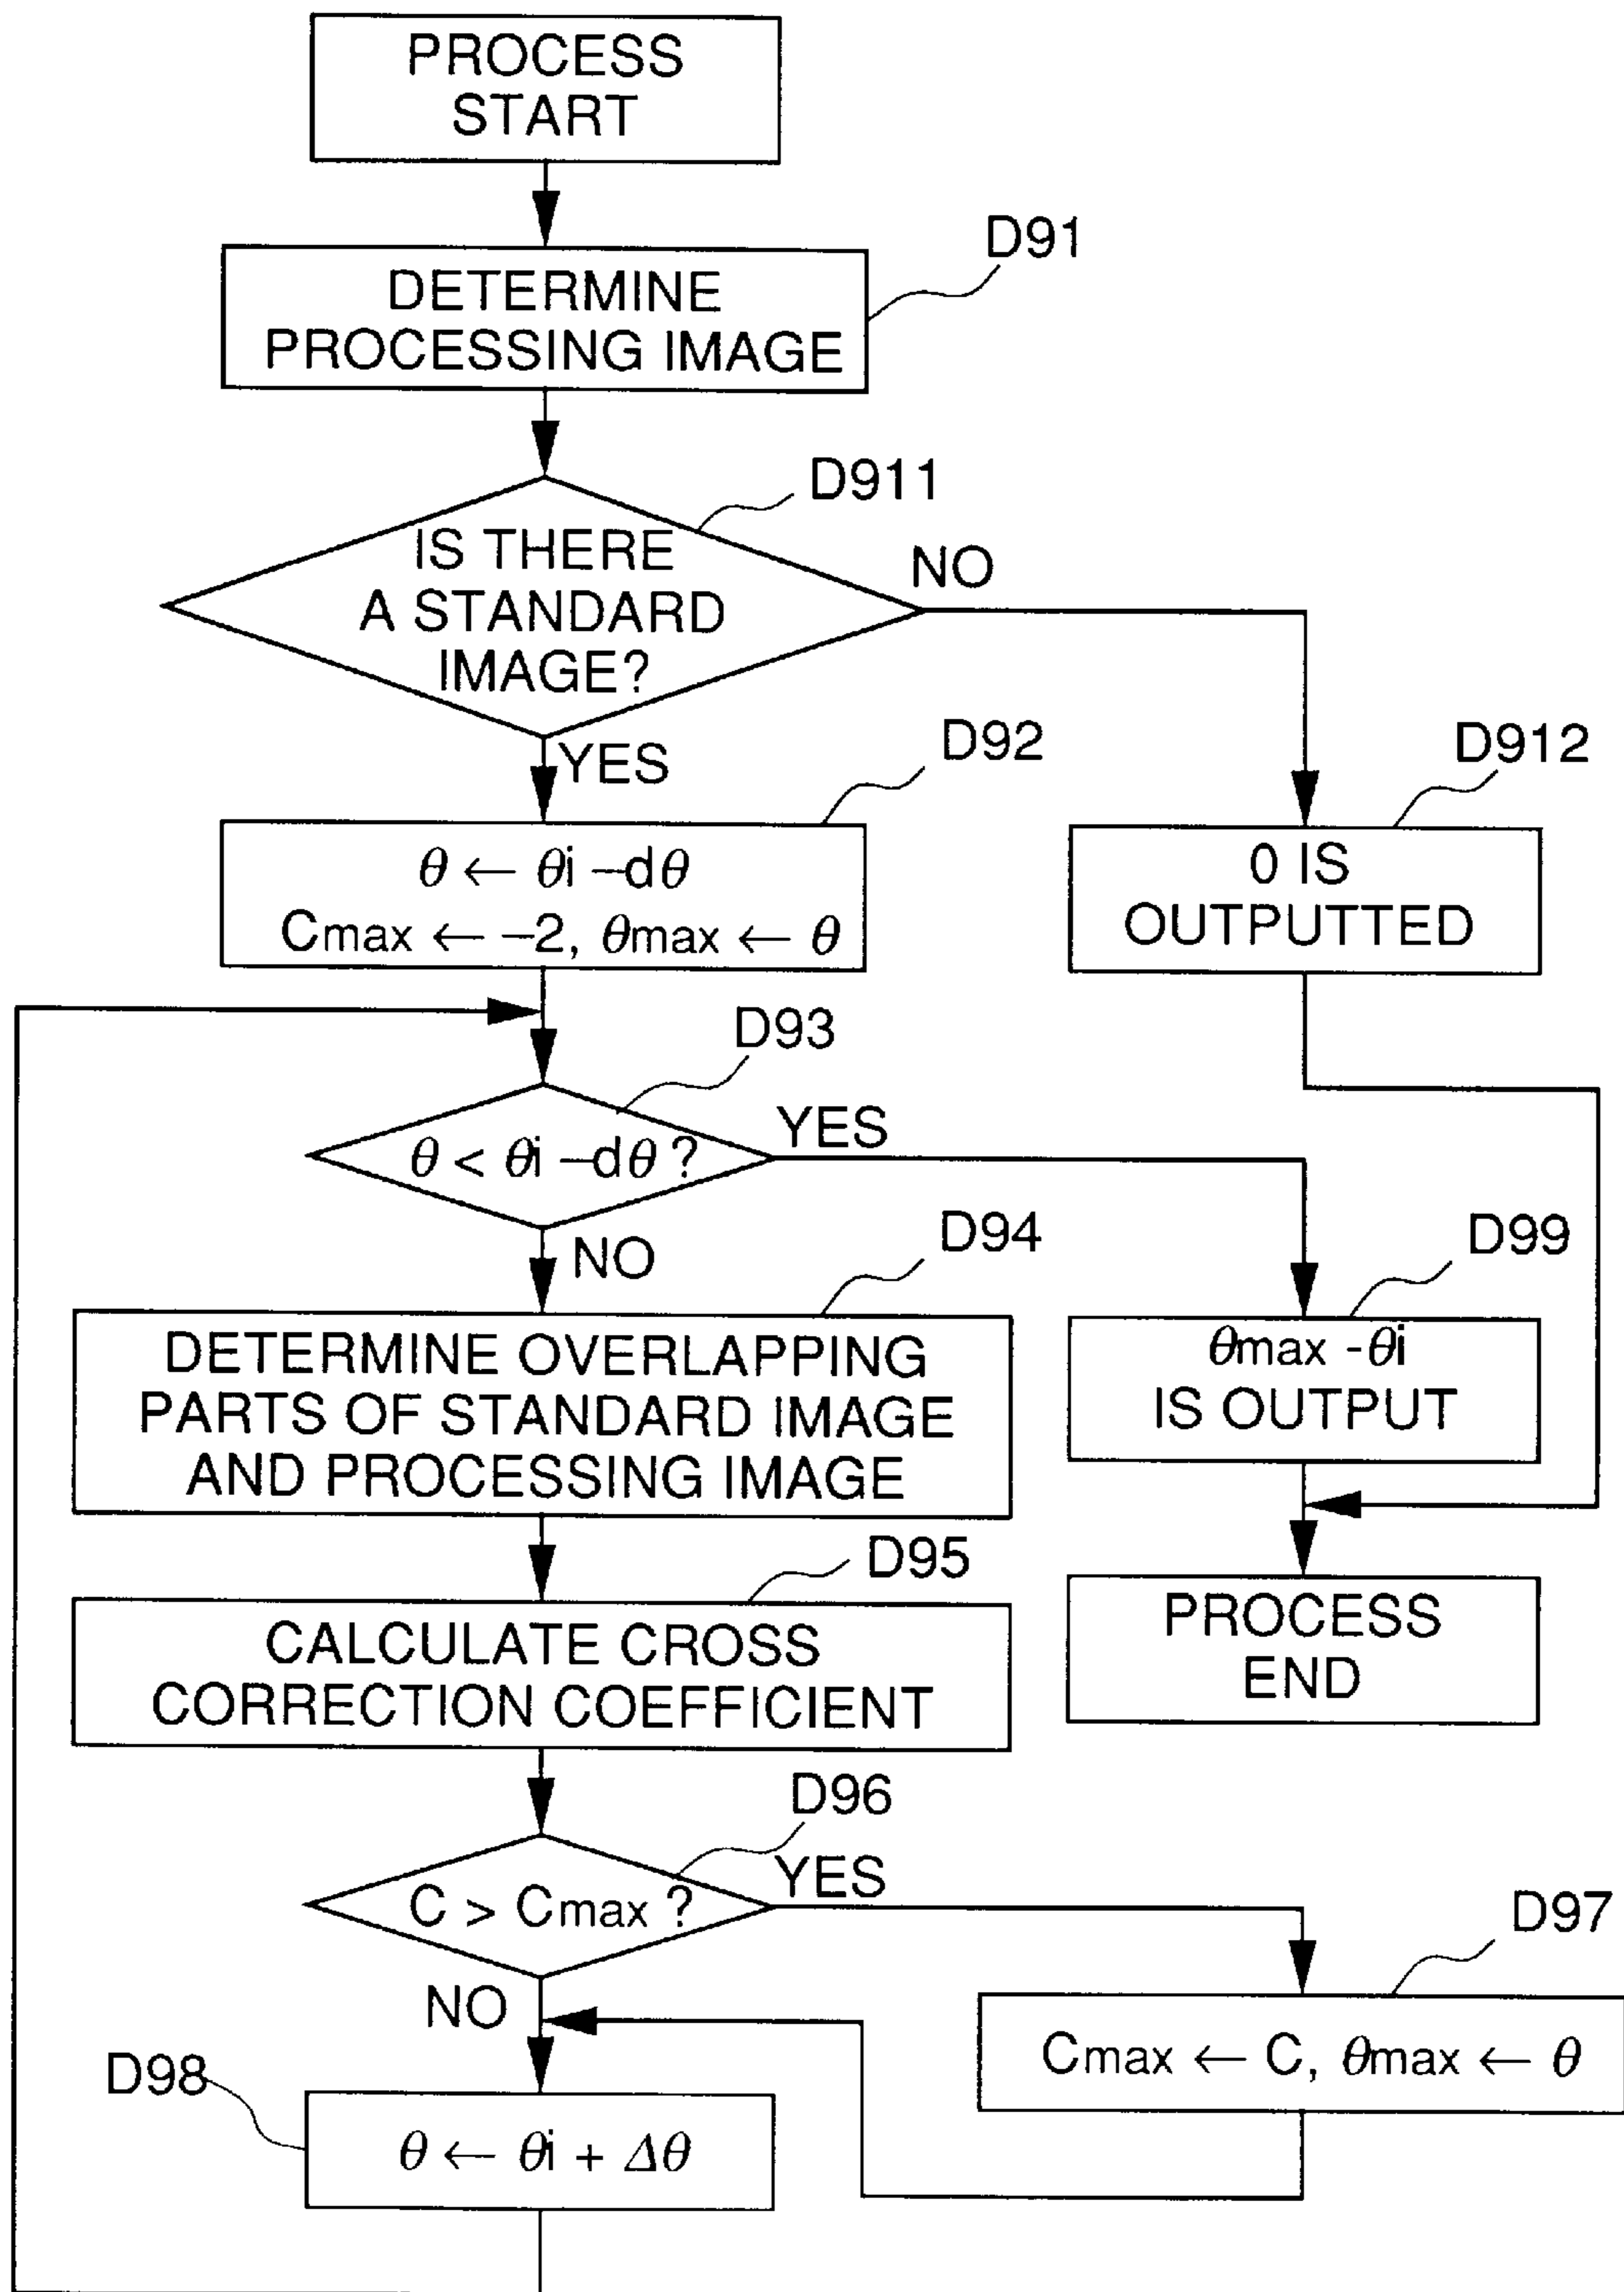 PROCESS
START
D91
DETERMINE
PROCESSING IMAGE
D911
IS THERE
A STANDARD
IMAGE?
NO
YES
D92
D912
θ ← θi –dθ
Cmax ← –2, θmax ← θ
0 IS
OUTPUTTED
D93
θ < θi –dθ ?
YES
NO
D94
D99
DETERMINE OVERLAPPING
PARTS OF STANDARD IMAGE
AND PROCESSING IMAGE
θmax -θi
IS OUTPUT
D95
CALCULATE CROSS
CORRECTION COEFFICIENT
PROCESS
END
D96
C > Cmax ?
YES
NO
D97
Cmax ← C, θmax ← θ
D98
θ ← θi + Δθ